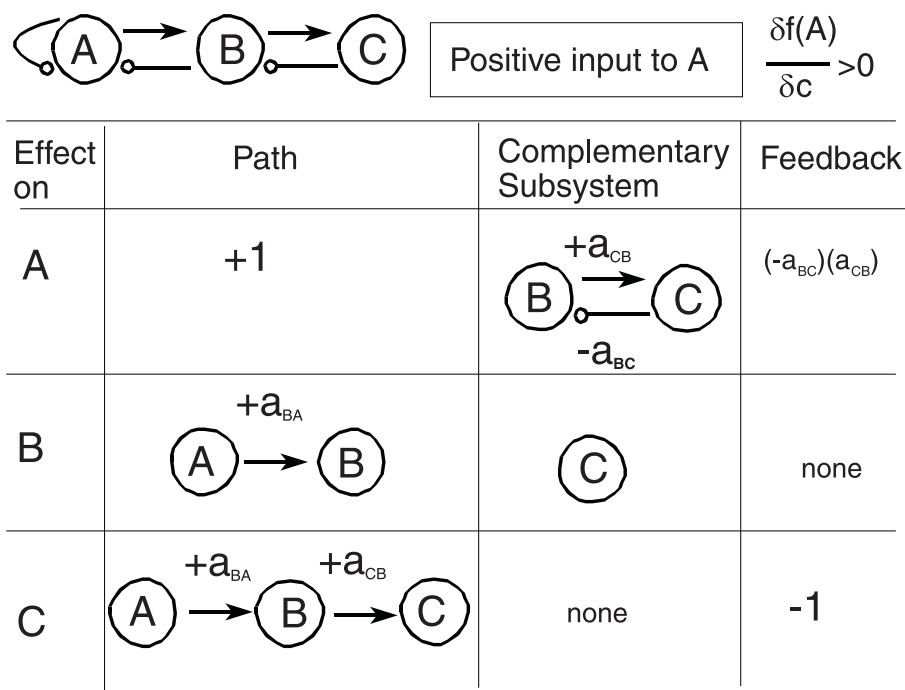 A B C
Positive input to A
δf(A)
δc
>0
Effect on
Path
Complementary Subsystem
Feedback
A
+1
+a_CB
B C
-a_BC
(-a_BC)(a_CB)
B
+a_BA
A B
C
none
C
+a_BA +a_CB
A B C
none
-1